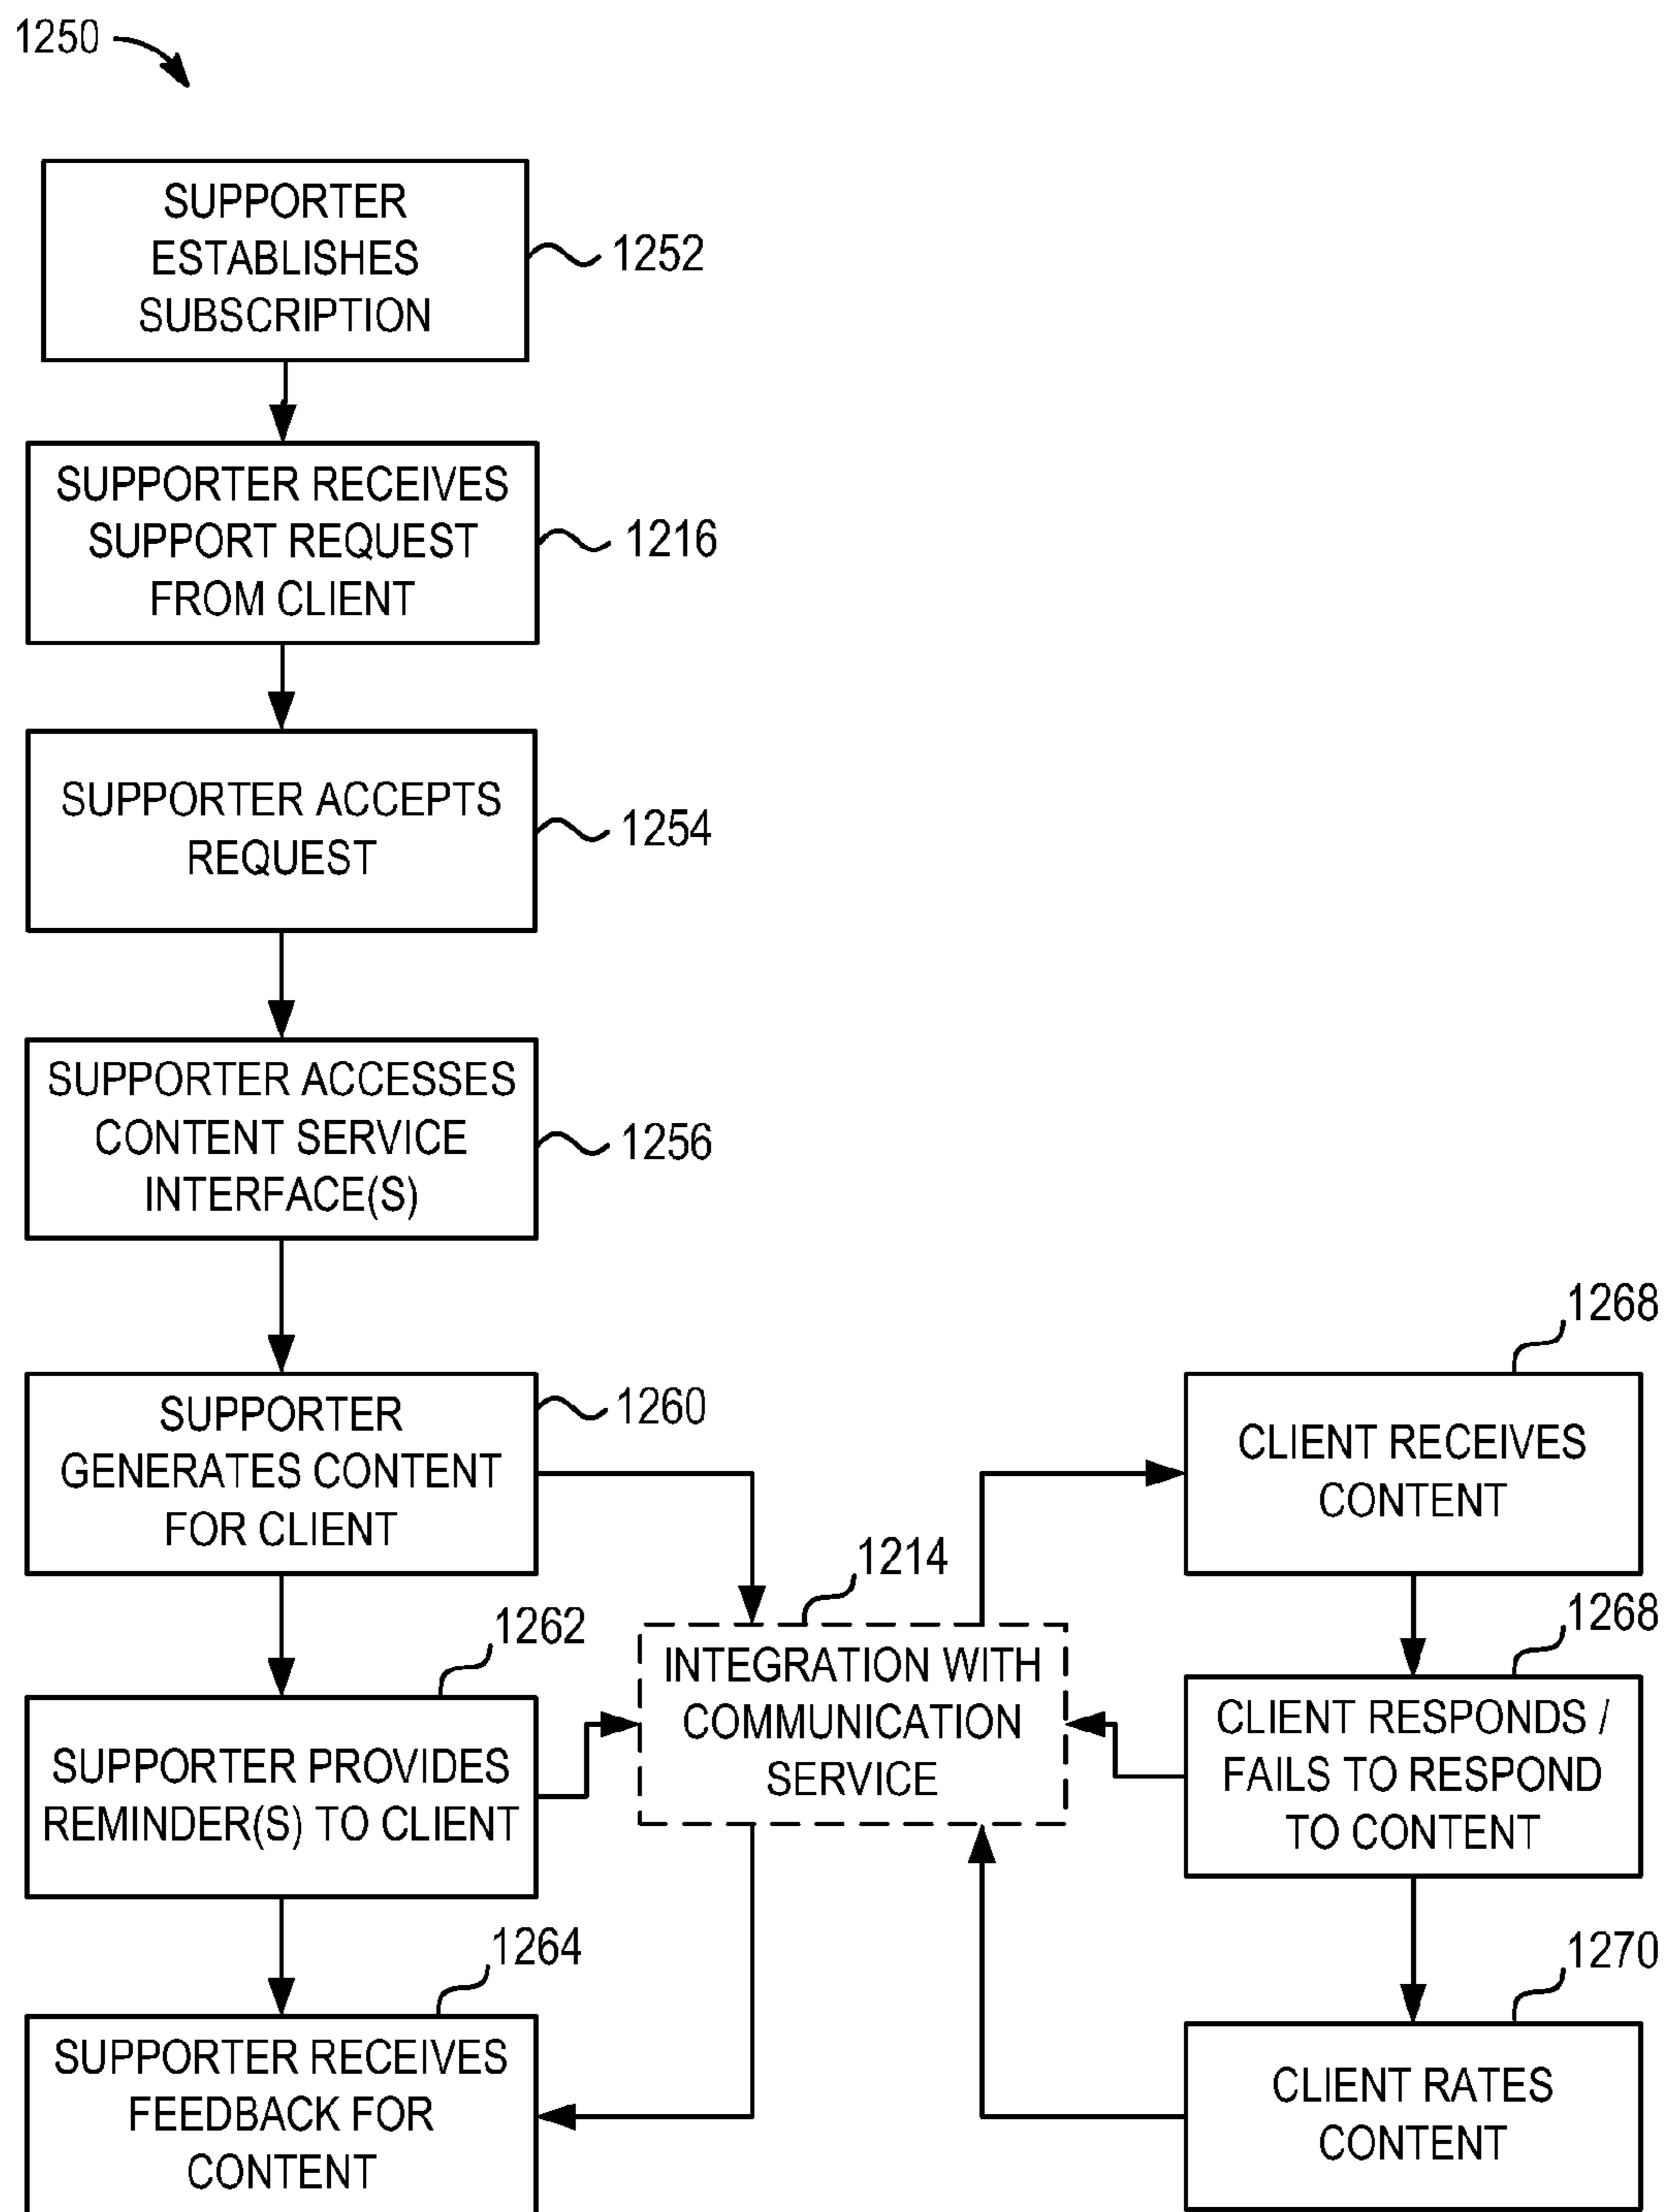 1250
SUPPORTER
ESTABLISHES
SUBSCRIPTION
1252
SUPPORTER RECEIVES
SUPPORT REQUEST
FROM CLIENT
1216
SUPPORTER ACCEPTS
REQUEST
1254
SUPPORTER ACCESSES
CONTENT SERVICE
INTERFACE(S)
1256
SUPPORTER
GENERATES CONTENT
FOR CLIENT
1260
1262
SUPPORTER PROVIDES
REMINDER(S) TO CLIENT
1264
SUPPORTER RECEIVES
FEEDBACK FOR
CONTENT
1214
INTEGRATION WITH
COMMUNICATION
SERVICE
1268
CLIENT RECEIVES
CONTENT
1268
CLIENT RESPONDS /
FAILS TO RESPOND
TO CONTENT
1270
CLIENT RATES
CONTENT